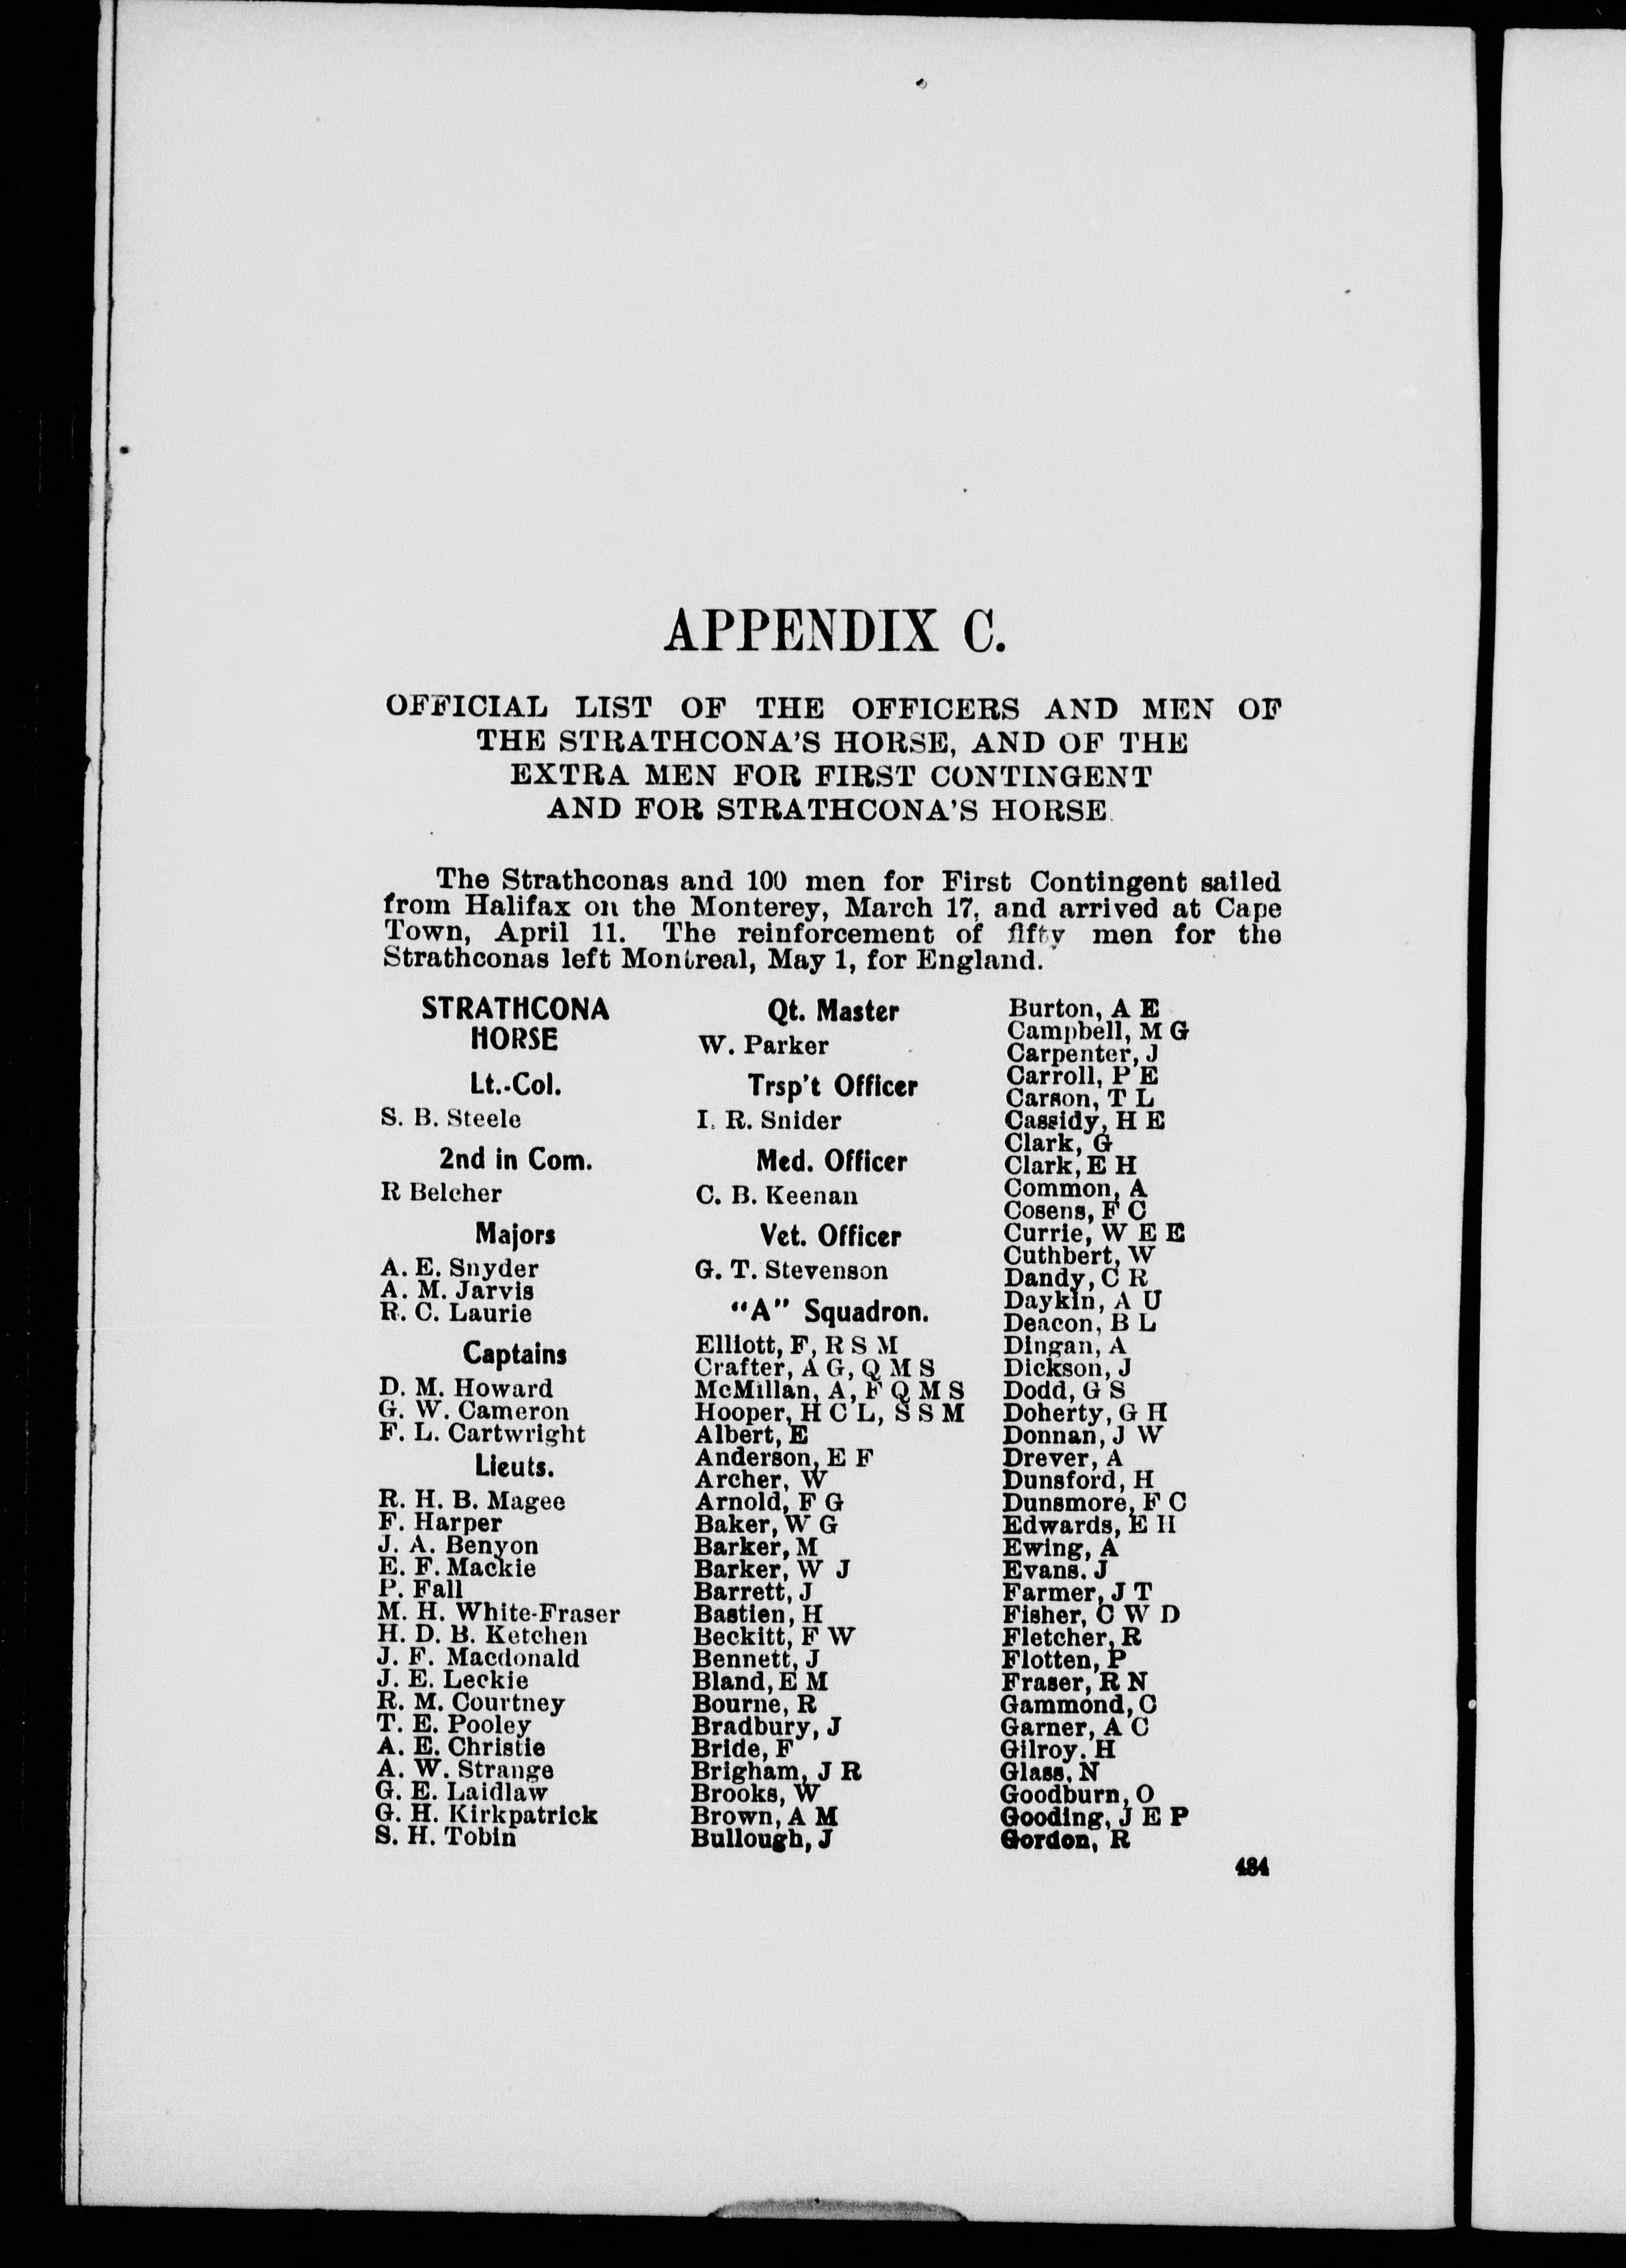 APPENDIX C.
OFFICIAL LIST OF THE OFFICERS AND MEN OF
THE STRATHCONA'S HORSE, AND OF THE
EXTRA MEN FOR FIRST CONTINGENT
AND FOR STRATHCONA'S HORSE.
The Strathconas and 100 men for First Contingent sailed
from Halifax on the Monterey, March 17, and arrived at Cape
Town, April 11. The reinforcement of fifty men for the
Strathconas left Montreal, May 1, for England.
STRATHCONA
HORSE
Lt.-Col.
S. B. Steele
2nd in Com.
R Belcher
Majors
A. E. Snyder
A. M. Jarvis
R. C. Laurie
Captains
D. M. Howard
G. W. Cameron
F. L. Cartwright
Lieuts.
R. H. B. Magee
F. Harper
J. A. Benyon
E. F. Mackie
P. Fall
M. H. White-Fraser
H. D. B. Ketchen
J. F. Macdonald
J. E. Leckie
R. M. Courtney
T. E. Pooley
A. E. Christie
A. W. Strange
G. E. Laidlaw
G. H. Kirkpatrick
S. H. Tobin
Qt. Master
W. Parker
Trsp't Officer
I. R. Snider
Med. Officer
C. B. Keenan
Vet. Officer
G. T. Stevenson
"A" Squadron.
Elliott, F, R S M
Crafter, A G, Q M S
McMillan, A, F Q M S
Hooper, H C L, S S M
Albert, E
Anderson, E F
Archer, W
Arnold, F G
Baker, W G
Barker, M
Barker, W J
Barrett, J
Bastien, H
Beckitt, F W
Bennett, J
Bland, E M
Bourne, R
Bradbury, J
Bride, F
Brigham, J R
Brooks, W
Brown, A M
Bullough, J
Burton, A E
Campbell, M G
Carpenter, J
Carroll, P E
Carson, T L
Cassidy, H E
Clark, G
Clark, E H
Common, A
Cosens, F C
Currie, W E E
Cuthbert, W
Dandy, C R
Daykin, A U
Deacon, B L
Dingan, A
Dickson, J
Dodd, G S
Doherty, G H
Donnan, J W
Drever, A
Dunsford, H
Dunsmore, F C
Edwards, E H
Ewing, A
Evans. J
Farmer, J T
Fisher, C W D
Fletcher, R
Flotten, P
Fraser, R N
Gammond, C
Garner, A C
Gilroy. H
Glass, N
Goodburn, O
Gooding, J E P
Gordon, R
484